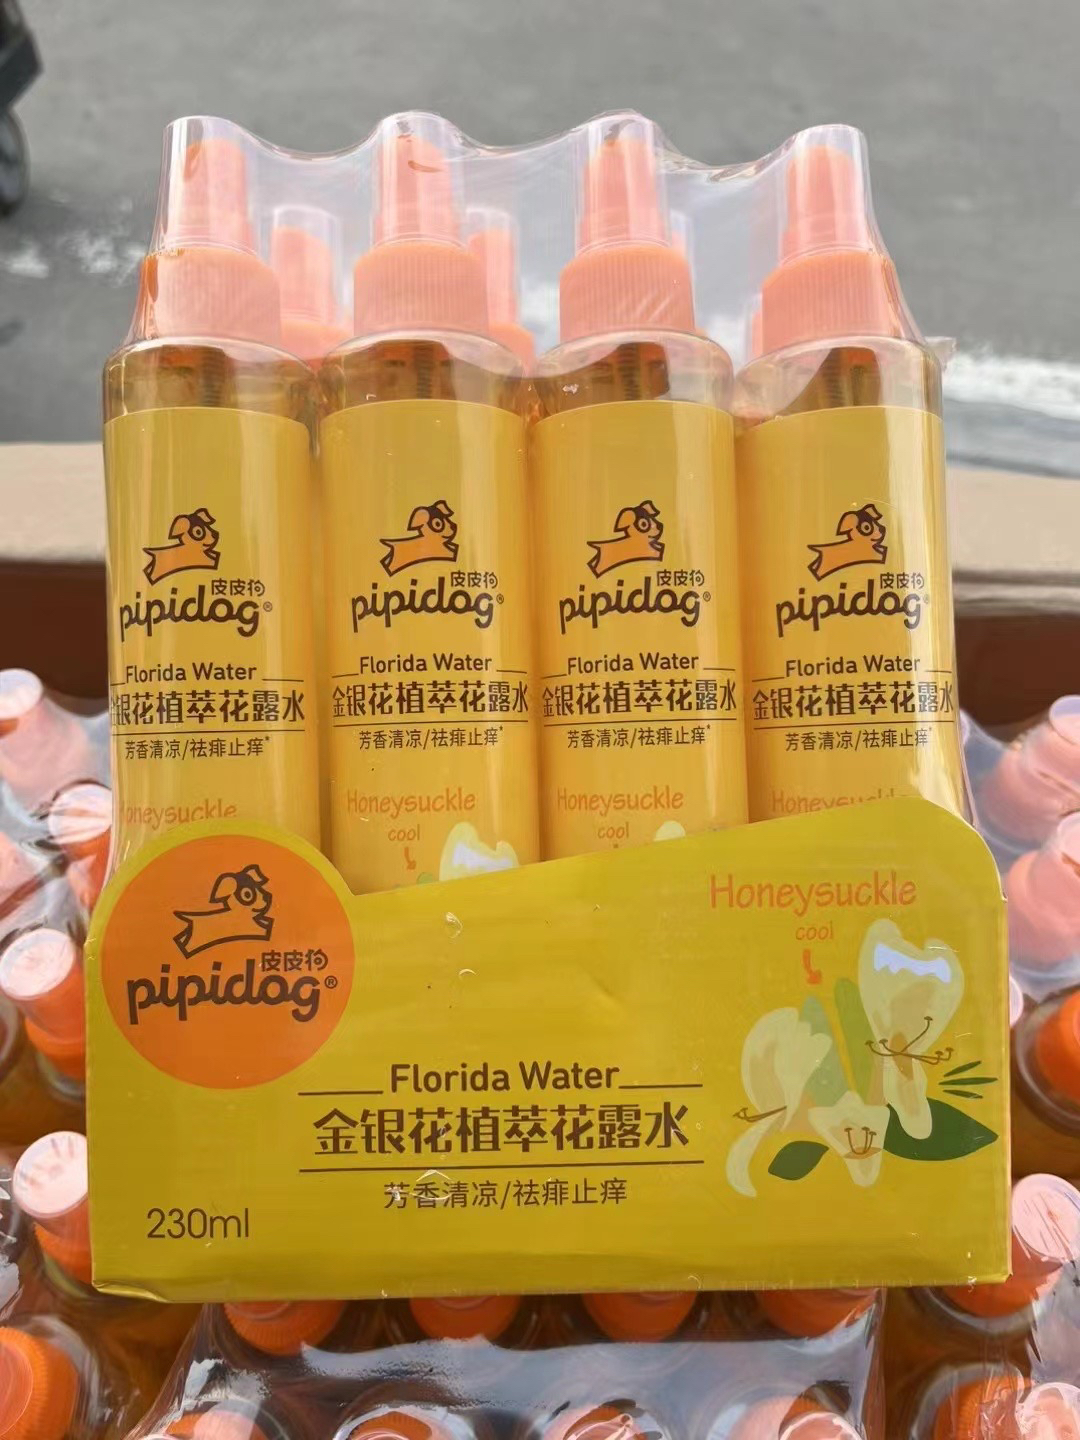 皮皮狗
pipidog®
Florida Water
金银花植萃花露水
芳香清凉/祛痱止痒*
Honeysuckle
皮皮狗
pipidog®
Florida Water
金银花植萃花露水
芳香清凉/祛痱止痒*
Honeysuckle
cool
皮皮狗
pipidog®
Florida Water
金银花植萃花露水
芳香清凉/祛痱止痒*
Honeysuckle
cool
皮皮狗
pipidog®
Florida Water
金银花植萃花露水
芳香清凉/祛痱止痒*
Honeysuckle
皮皮狗
pipidog®
Honeysuckle
cool
Florida Water
金银花植萃花露水
芳香清凉/祛痱止痒
230ml